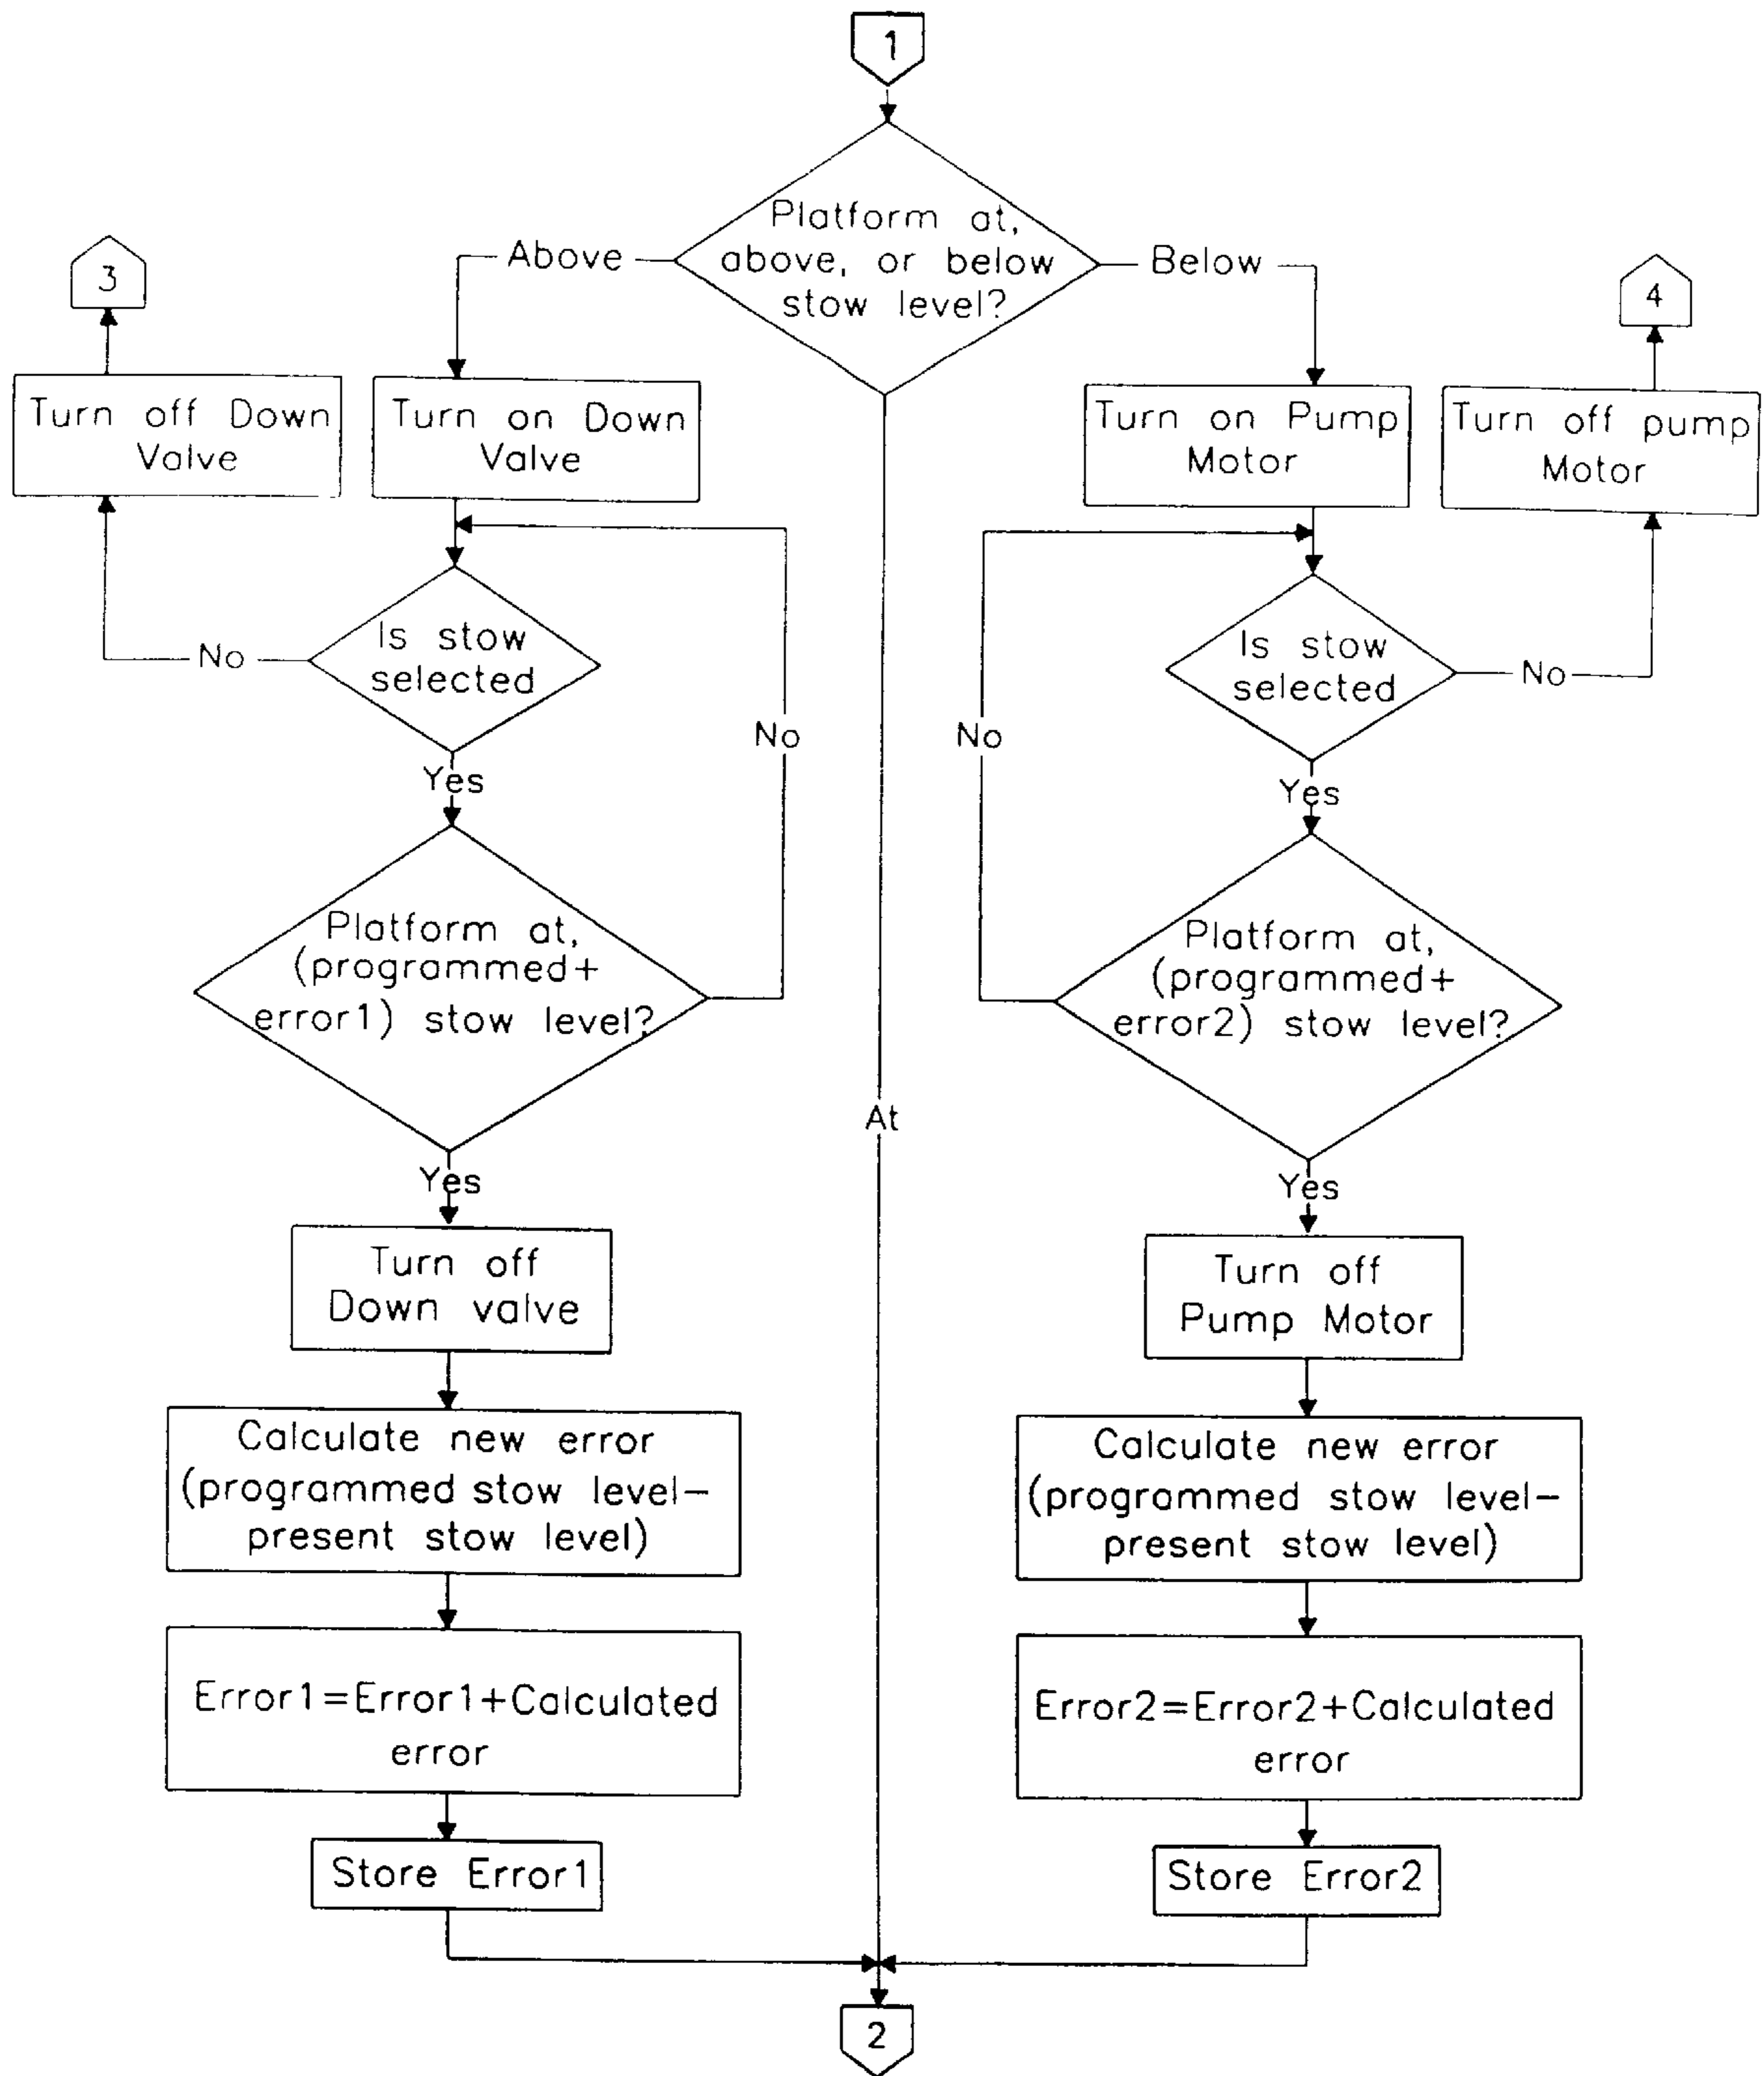 1
Platform at,
above, or below
stow level?
Above
Below
3
4
Turn off Down
Valve
Turn on Down
Valve
Turn on Pump
Motor
Turn off pump
Motor
Is stow
selected
No
Yes
No
Is stow
selected
No
Yes
No
Platform at,
(programmed+
error1) stow level?
Yes
At
Platform at,
(programmed+
error2) stow level?
Yes
Turn off
Down valve
Turn off
Pump Motor
Calculate new error
(programmed stow level-
present stow level)
Calculate new error
(programmed stow level-
present stow level)
Error1=Error1+Calculated
error
Error2=Error2+Calculated
error
Store Error1
Store Error2
2